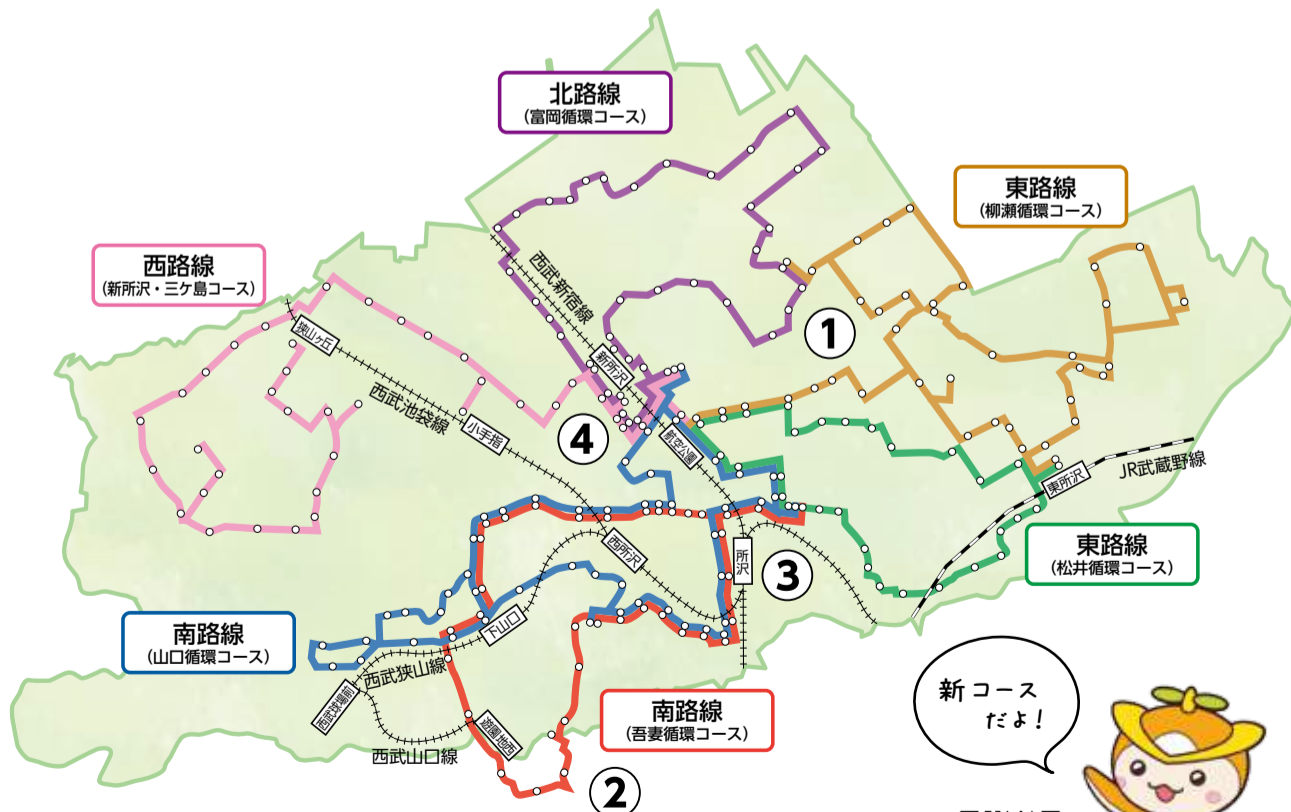 北路線
(富岡循環コース)
東路線
(柳瀬循環コース)
西路線
(新所沢・三ケ島コース)
西武新宿線
狭山ヶ丘
①
新所沢
西武池袋線
小手指
④
航空公園
東所沢
JR武蔵野線
西所沢
所沢
③
東路線
(松井循環コース)
南路線
(山口循環コース)
下山口
西武狭山線
西武球場前
西武山口線
遊園地西
南路線
(吾妻循環コース)
②
新コース
だよ!